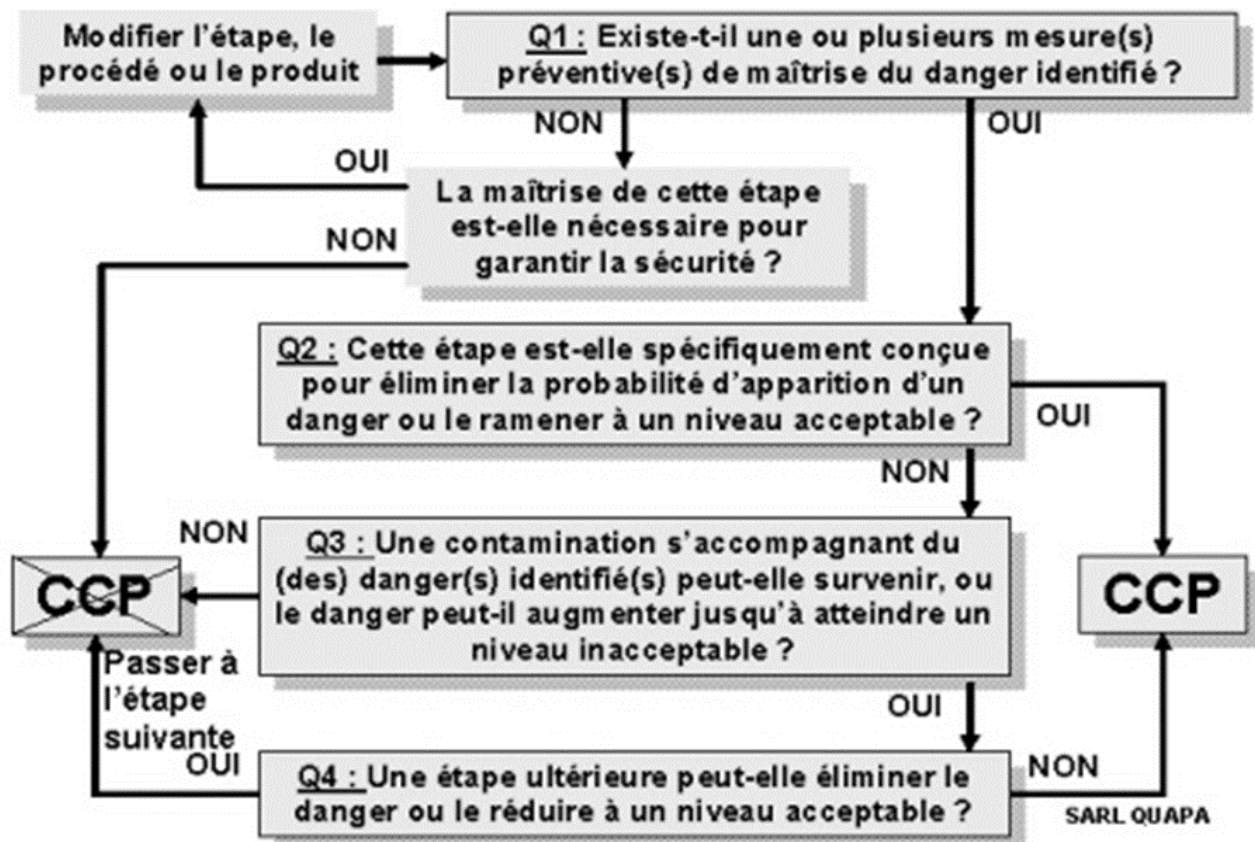 Modifier l'étape, le
procédé ou le produit
Q1 : Existe-t-il une ou plusieurs mesure(s)
préventive(s) de maîtrise du danger identifié ?
NON
OUI
OUI
La maîtrise de cette étape
est-elle nécessaire pour
garantir la sécurité ?
NON
Q2 : Cette étape est-elle spécifiquement conçue
pour éliminer la probabilité d'apparition d'un
danger ou le ramener à un niveau acceptable ?
OUI
NON
NON
Q3 : Une contamination s'accompagnant du
(des) danger(s) identifié(s) peut-elle survenir, ou
le danger peut-il augmenter jusqu'à atteindre un
niveau inacceptable ?
CCP
CCP
Passer à
l'étape
suivante
OUI
OUI
Q4 : Une étape ultérieure peut-elle éliminer le
danger ou le réduire à un niveau acceptable ?
NON
SARL QUAPA